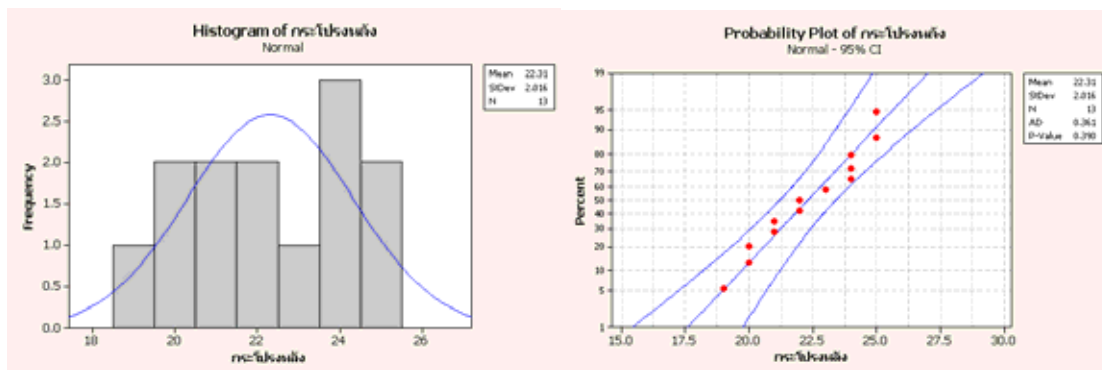 Histogram of กระโปรงหลัง
Normal
Mean 22.31
StDev 2.016
N 13
Frequency
3.0
2.5
2.0
1.5
1.0
0.5
0.0
18 20 22 24 26
กระโปรงหลัง
Probability Plot of กระโปรงหลัง
Normal - 95% CI
Mean 22.31
StDev 2.016
N 13
AD 0.361
P-Value 0.390
Percent
99
95
90
80
70
60
50
40
30
20
10
5
1
15.0 17.5 20.0 22.5 25.0 27.5 30.0
กระโปรงหลัง